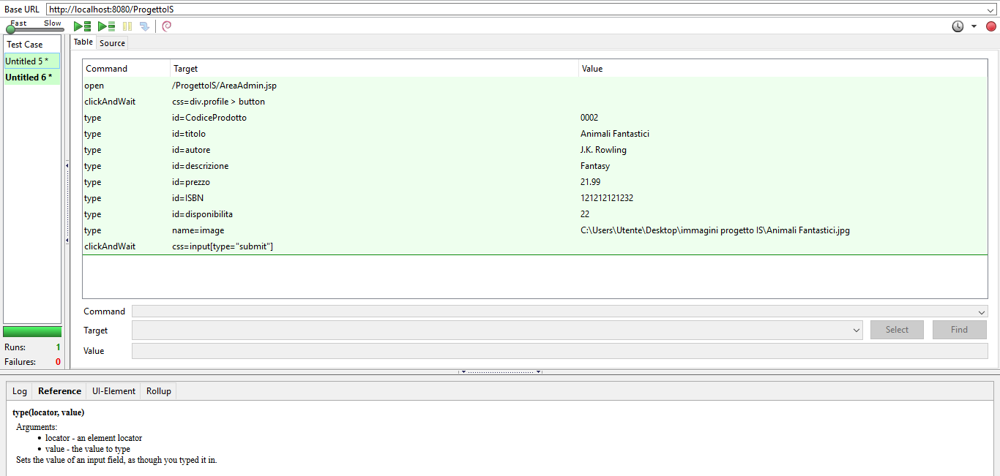 Base URL http://localhost:8080/ProgettoIS
Fast Slow
Test Case
Untitled 5 *
Untitled 6 *
Runs: 1
Failures: 0
Table Source
Command Target Value
open /ProgettoIS/AreaAdmin.jsp
clickAndWait css=div.profile > button
type id=CodiceProdotto 0002
type id=titolo Animali Fantastici
type id=autore J.K. Rowling
type id=descrizione Fantasy
type id=prezzo 21.99
type id=ISBN 121212121232
type id=disponibilita 22
type name=image C:\Users\Utente\Desktop\immagini progetto IS\Animali Fantastici.jpg
clickAndWait css=input[type="submit"]
Command
Target Select Find
Value
Log Reference UI-Element Rollup
type(locator, value)
Arguments:
• locator - an element locator
• value - the value to type
Sets the value of an input field, as though you typed it in.